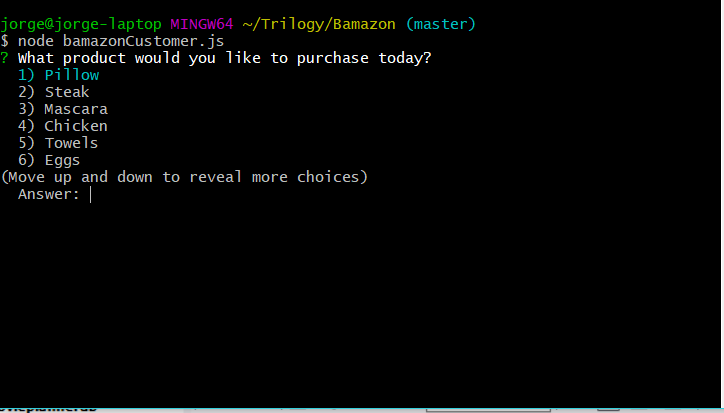 jorge@jorge-laptop MINGW64 ~/Trilogy/Bamazon (master)
$ node bamazonCustomer.js
? What product would you like to purchase today?
1) Pillow
2) Steak
3) Mascara
4) Chicken
5) Towels
6) Eggs
(Move up and down to reveal more choices)
Answer: